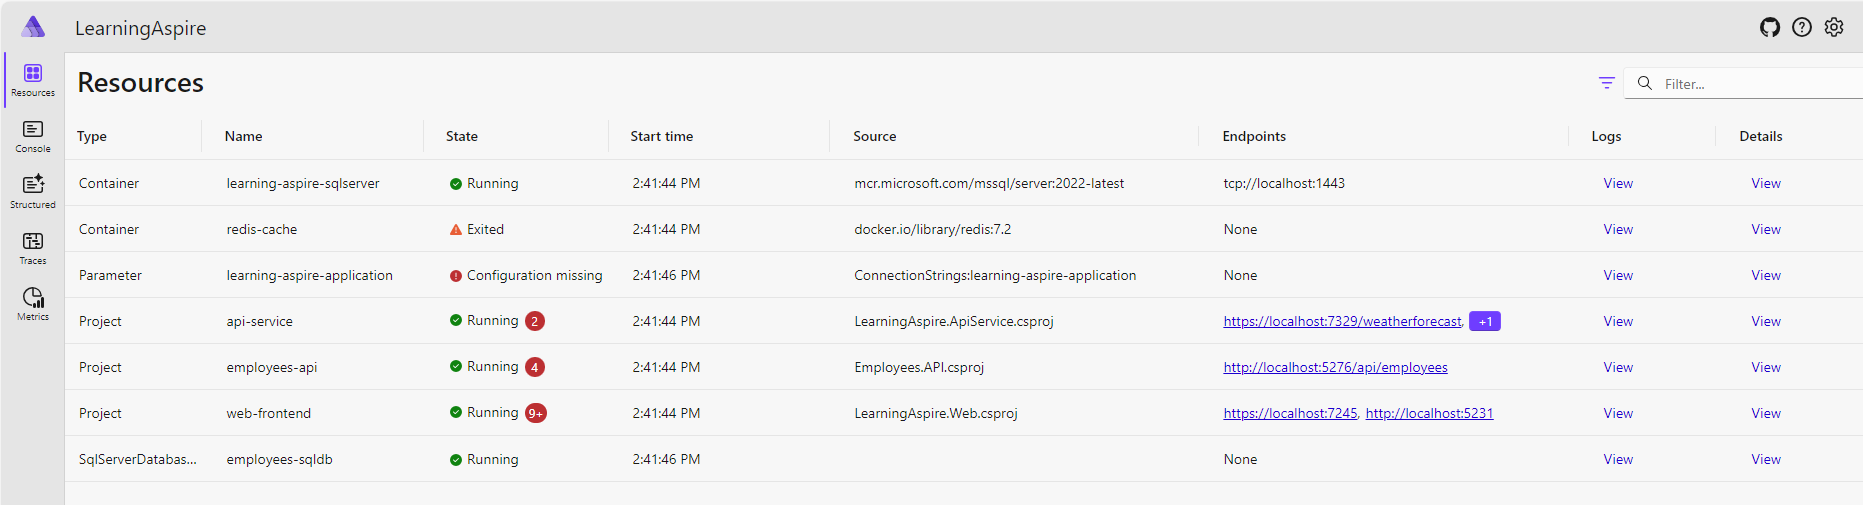 LearningAspire
Resources
Console
Structured
Traces
Metrics
Resources
Filter...
Type Name State Start time Source Endpoints Logs Details
Container learning-aspire-sqlserver Running 2:41:44 PM mcr.microsoft.com/mssql/server:2022-latest tcp://localhost:1443 View View
Container redis-cache Exited 2:41:44 PM docker.io/library/redis:7.2 None View View
Parameter learning-aspire-application Configuration missing 2:41:46 PM ConnectionStrings:learning-aspire-application None View View
Project api-service Running 2 2:41:44 PM LearningAspire.ApiService.csproj https://localhost:7329/weatherforecast, +1 View View
Project employees-api Running 4 2:41:44 PM Employees.API.csproj http://localhost:5276/api/employees View View
Project web-frontend Running 9+ 2:41:44 PM LearningAspire.Web.csproj https://localhost:7245, http://localhost:5231 View View
SqlServerDatabas... employees-sqldb Running 2:41:46 PM None View View